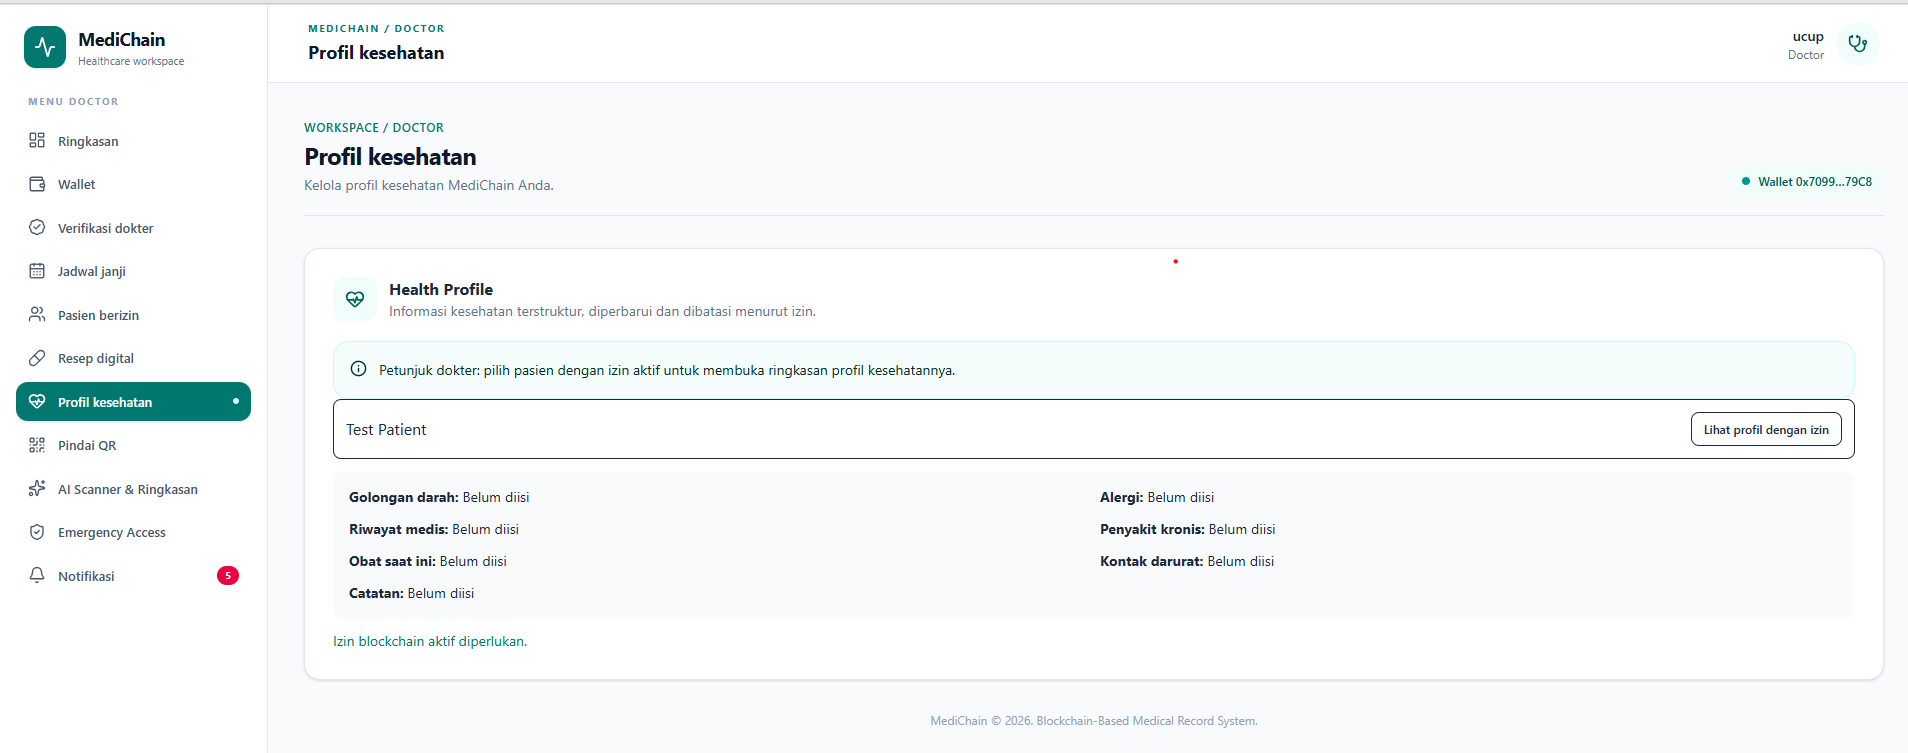 MediChain
Healthcare workspace
MENU DOCTOR
Ringkasan
Wallet
Verifikasi dokter
Jadwal janji
Pasien berizin
Resep digital
Profil kesehatan
Pindai QR
AI Scanner & Ringkasan
Emergency Access
Notifikasi 5
MEDICHAIN / DOCTOR
Profil kesehatan
ucup
Doctor
WORKSPACE / DOCTOR
Profil kesehatan
Kelola profil kesehatan MediChain Anda.
Wallet 0x7099...79C8
Health Profile
Informasi kesehatan terstruktur, diperbarui dan dibatasi menurut izin.
Petunjuk dokter: pilih pasien dengan izin aktif untuk membuka ringkasan profil kesehatannya.
Test Patient Lihat profil dengan izin
Golongan darah: Belum diisi Alergi: Belum diisi
Riwayat medis: Belum diisi Penyakit kronis: Belum diisi
Obat saat ini: Belum diisi Kontak darurat: Belum diisi
Catatan: Belum diisi
Izin blockchain aktif diperlukan.
MediChain © 2026. Blockchain-Based Medical Record System.